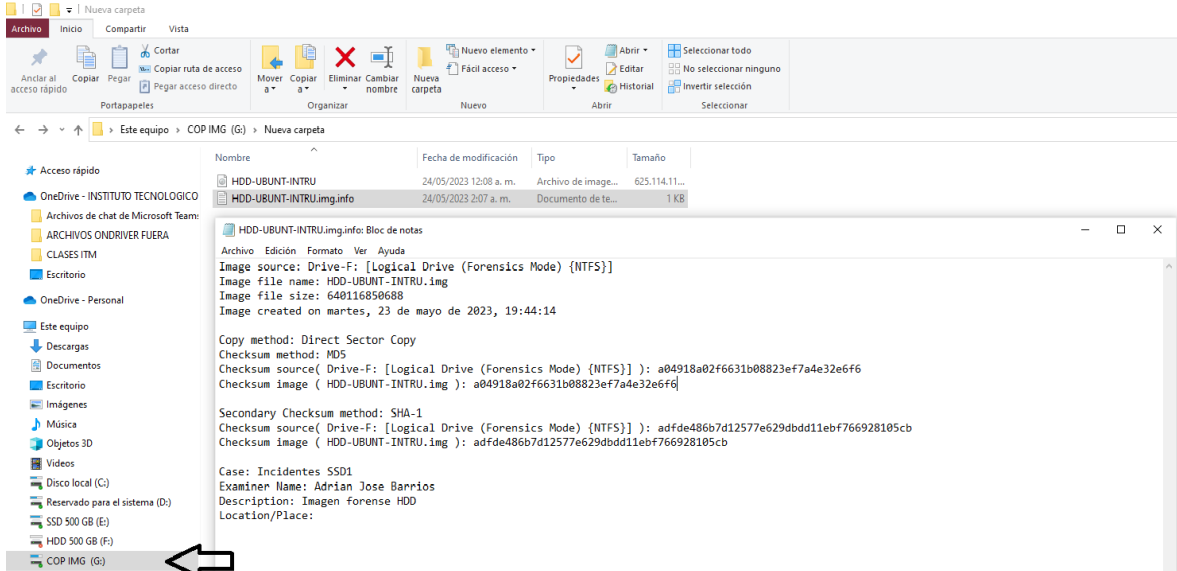 Nueva carpeta
Archivo Inicio Compartir Vista
Anclar al acceso rápido
Copiar
Pegar
Cortar
Copiar ruta de acceso
Pegar acceso directo
Portapapeles
Mover a
Copiar a
Eliminar
Cambiar nombre
Organizar
Nueva carpeta
Nuevo elemento
Fácil acceso
Nuevo
Propiedades
Abrir
Editar
Historial
Abrir
Seleccionar todo
No seleccionar ninguno
Invertir selección
Seleccionar
Este equipo > COP IMG (G:) > Nueva carpeta
Acceso rápido
OneDrive - INSTITUTO TECNOLOGICO
Archivos de chat de Microsoft Teams
ARCHIVOS ONDRIVER FUERA
CLASES ITM
Escritorio
OneDrive - Personal
Este equipo
Descargas
Documentos
Escritorio
Imágenes
Música
Objetos 3D
Videos
Disco local (C:)
Reservado para el sistema (D:)
SSD 500 GB (E:)
HDD 500 GB (F:)
COP IMG (G:)
Nombre Fecha de modificación Tipo Tamaño
HDD-UBUNT-INTRU 24/05/2023 12:08 a. m. Archivo de image... 625.114.11...
HDD-UBUNT-INTRU.img.info 24/05/2023 2:07 a. m. Documento de te... 1 KB
HDD-UBUNT-INTRU.img.info: Bloc de notas
Archivo Edición Formato Ver Ayuda
Image source: Drive-F: [Logical Drive (Forensics Mode) {NTFS}]
Image file name: HDD-UBUNT-INTRU.img
Image file size: 640116850688
Image created on martes, 23 de mayo de 2023, 19:44:14
Copy method: Direct Sector Copy
Checksum method: MD5
Checksum source( Drive-F: [Logical Drive (Forensics Mode) {NTFS}] ): a04918a02f6631b08823ef7a4e32e6f6
Checksum image ( HDD-UBUNT-INTRU.img ): a04918a02f6631b08823ef7a4e32e6f6
Secondary Checksum method: SHA-1
Checksum source( Drive-F: [Logical Drive (Forensics Mode) {NTFS}] ): adfde486b7d12577e629dbdd11ebf766928105cb
Checksum image ( HDD-UBUNT-INTRU.img ): adfde486b7d12577e629dbdd11ebf766928105cb
Case: Incidentes SSD1
Examiner Name: Adrian Jose Barrios
Description: Imagen forense HDD
Location/Place: